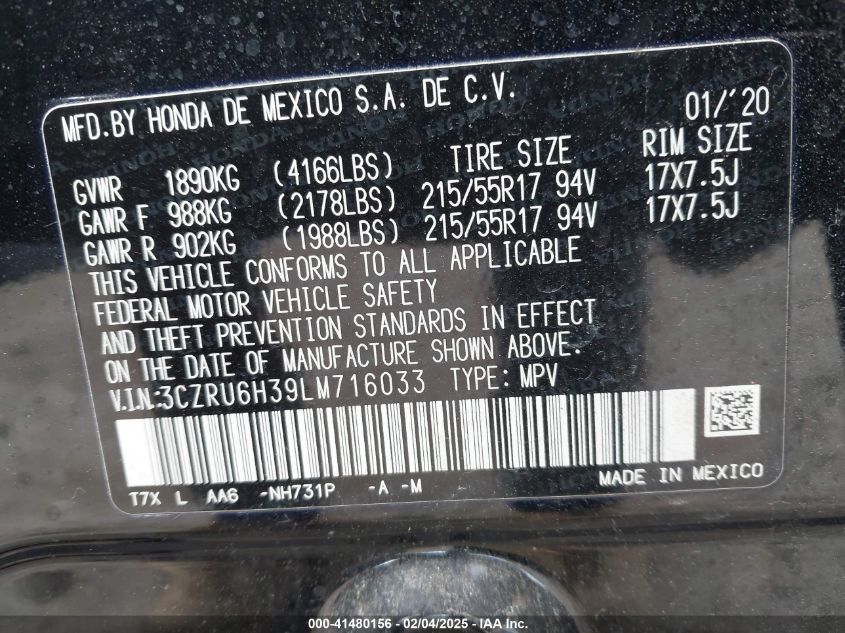 MFD.BY HONDA DE MEXICO S.A. DE C.V. 01/'20
GVWR 1890KG (4166LBS) TIRE SIZE RIM SIZE
GAWR F 988KG (2178LBS) 215/55R17 94V 17X7.5J
GAWR R 902KG (1988LBS) 215/55R17 94V 17X7.5J
THIS VEHICLE CONFORMS TO ALL APPLICABLE
FEDERAL MOTOR VEHICLE SAFETY
AND THEFT PREVENTION STANDARDS IN EFFECT
ON THE DATE OF MANUFACTURE SHOWN ABOVE.
V.I.N.:3CZRU6H39LM716033 TYPE: MPV
T7X L AA6 -NH731P -A -M MADE IN MEXICO
000-41480156 - 02/04/2025 - IAA Inc.